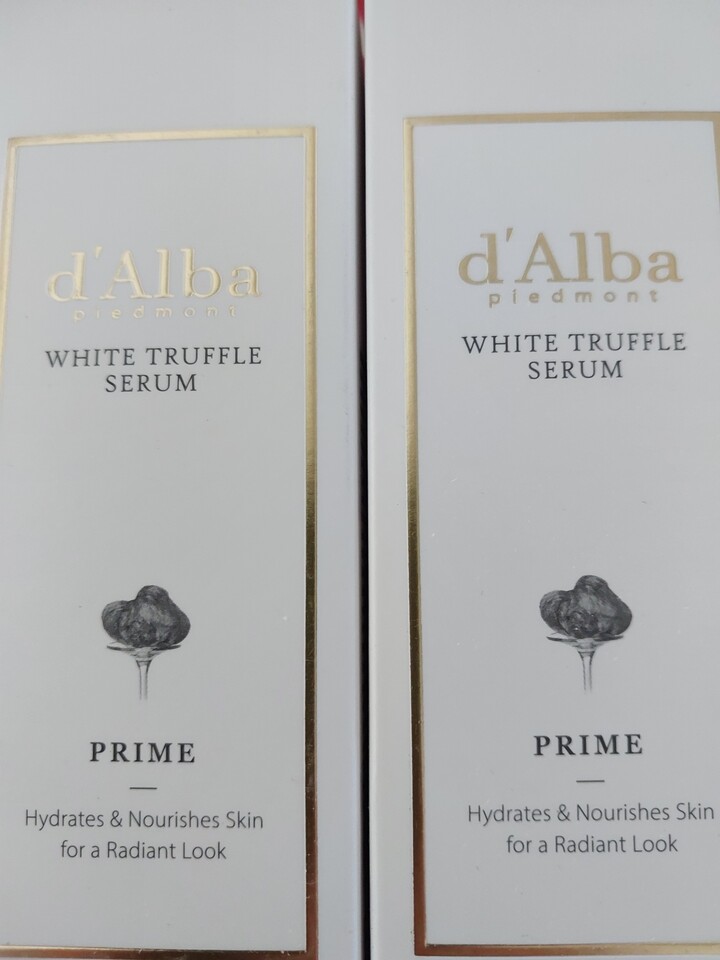 d'Alba
piedmont
WHITE TRUFFLE
SERUM
PRIME
Hydrates & Nourishes Skin
for a Radiant Look
d'Alba
piedmont
WHITE TRUFFLE
SERUM
PRIME
Hydrates & Nourishes Skin
for a Radiant Look